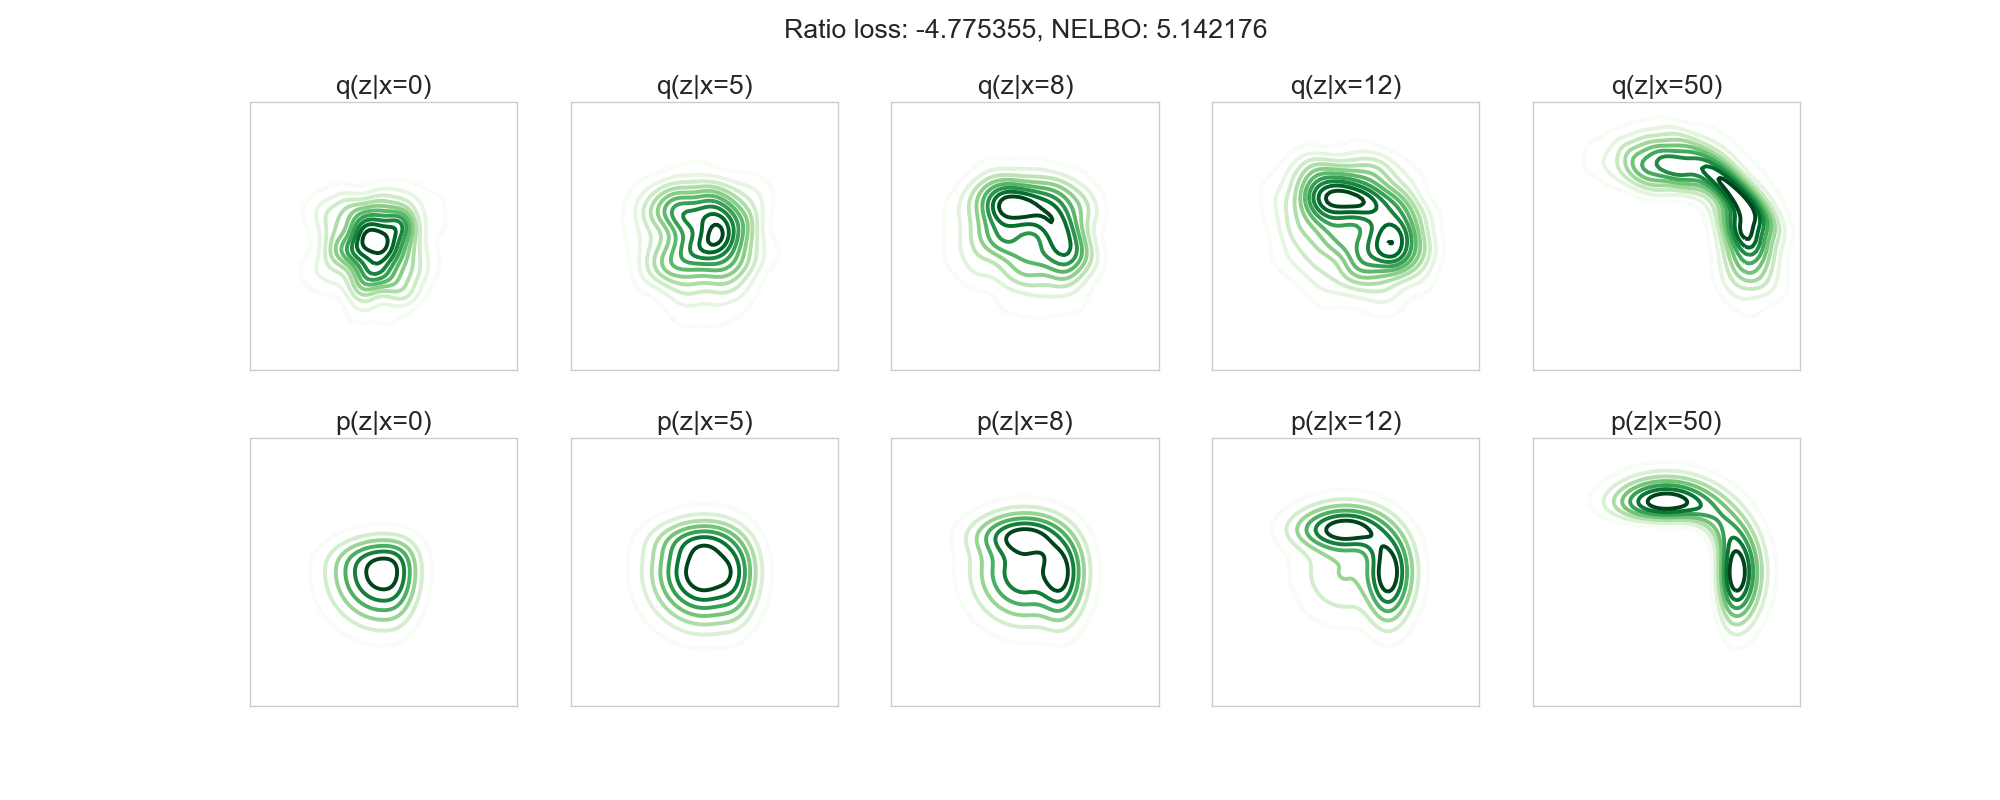 Ratio loss: -4.775355, NELBO: 5.142176
q(z|x=0) q(z|x=5) q(z|x=8) q(z|x=12) q(z|x=50)
p(z|x=0) p(z|x=5) p(z|x=8) p(z|x=12) p(z|x=50)